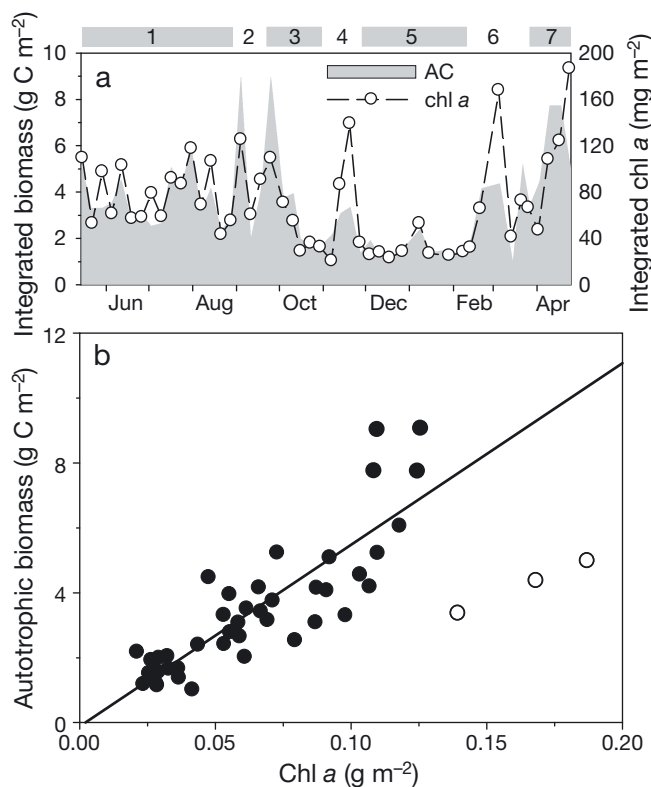 1 2 3 4 5 6 7
a
AC
chl a
10
8
6
4
2
0
Integrated biomass (g C m–2)
200
160
120
80
40
0
Integrated chl a (mg m–2)
Jun Aug Oct Dec Feb Apr
b
12
8
4
0
Autotrophic biomass (g C m–2)
0.00 0.05 0.10 0.15 0.20
Chl a (g m–2)